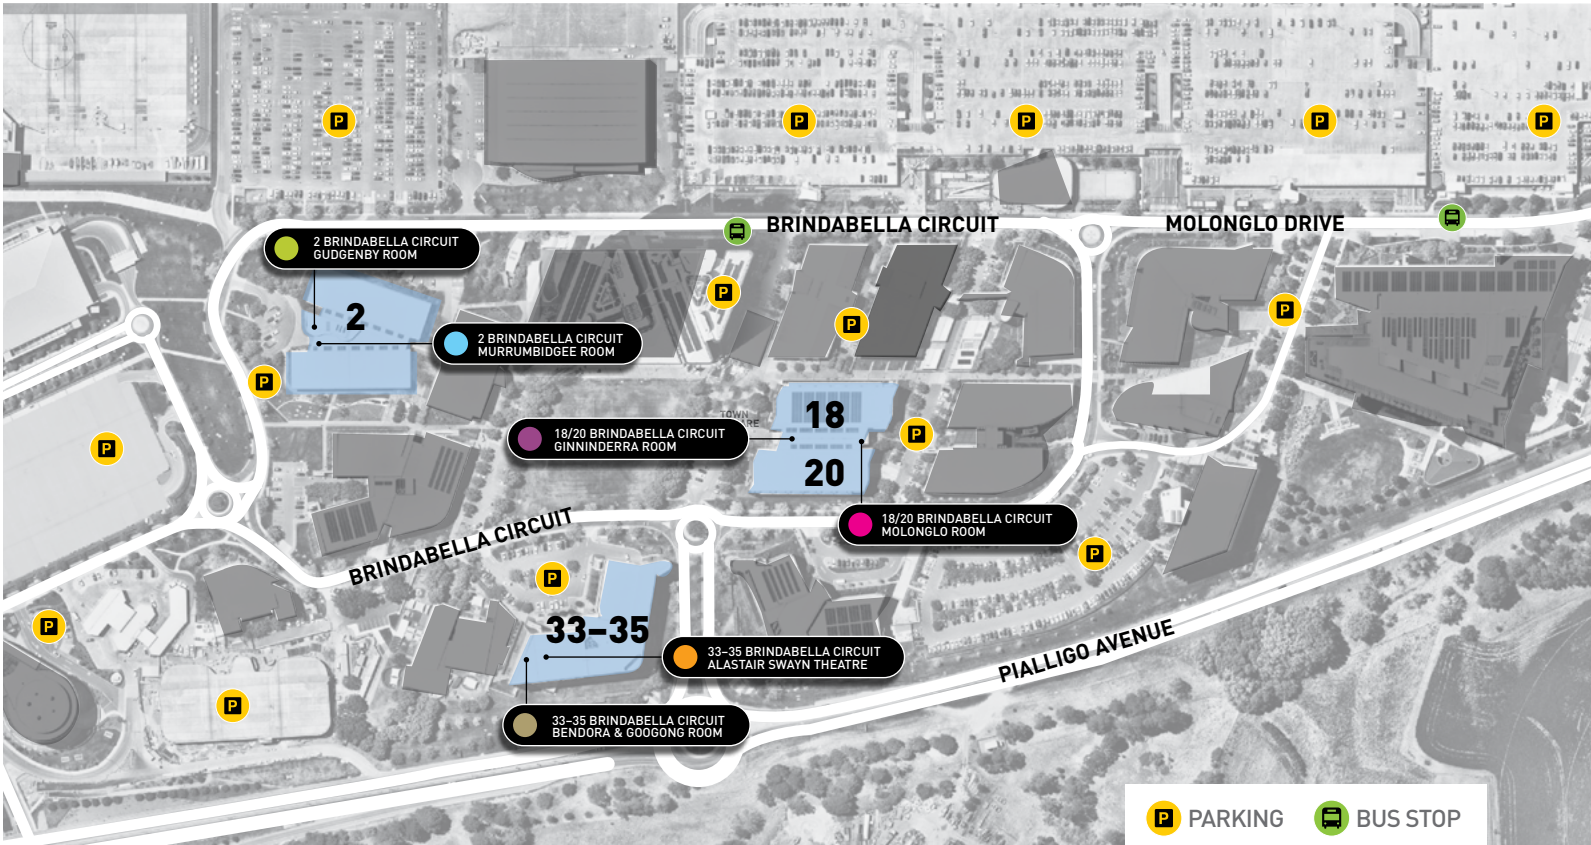 P
P
P
P
P
BRINDABELLA CIRCUIT
MOLONGLO DRIVE
2 BRINDABELLA CIRCUIT
GUDGENBY ROOM
2
P
P
P
2 BRINDABELLA CIRCUIT
MURRUMBIDGEE ROOM
P
P
TOWN
18
18/20 BRINDABELLA CIRCUIT
GINNINDERRA ROOM
P
20
18/20 BRINDABELLA CIRCUIT
MOLONGLO ROOM
BRINDABELLA CIRCUIT
P
P
P
33–35
33–35 BRINDABELLA CIRCUIT
ALASTAIR SWAYN THEATRE
PIALLIGO AVENUE
P
33–35 BRINDABELLA CIRCUIT
BENDORA & GOOGONG ROOM
P PARKING
BUS STOP